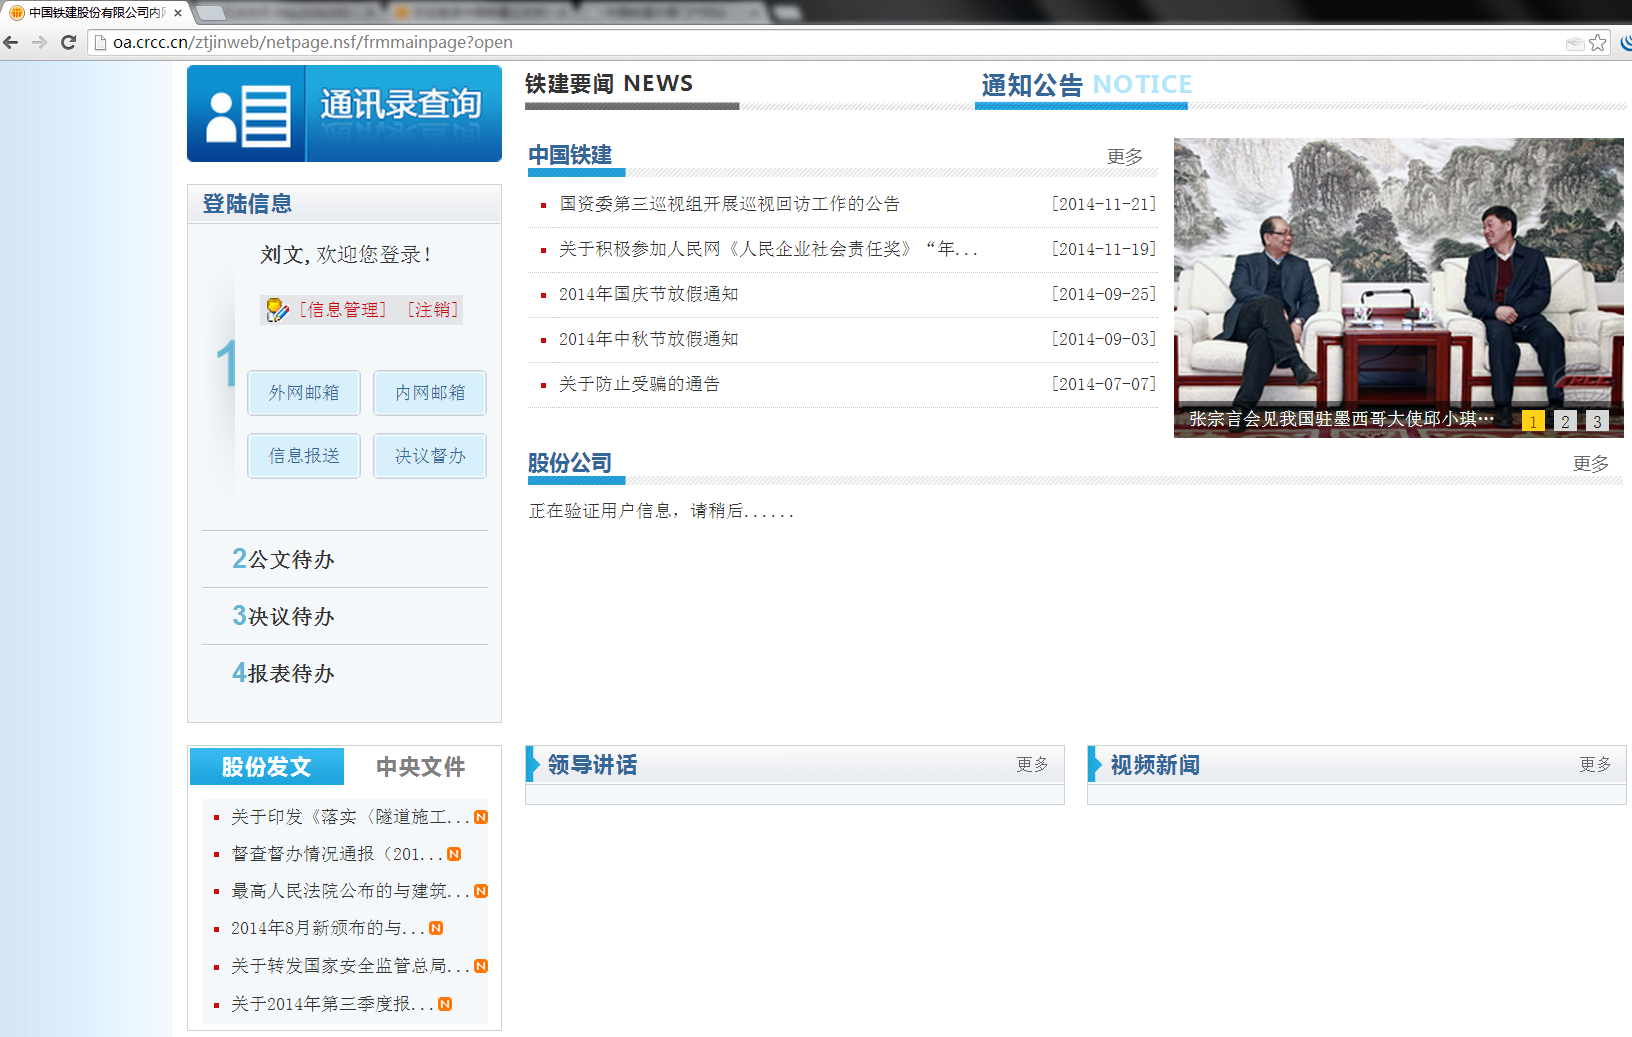 中国铁建股份有限公司内
oa.crcc.cn/ztjinweb/netpage.nsf/frmmainpage?open
通讯录查询
登陆信息
刘文, 欢迎您登录!
[信息管理] [注销]
1
外网邮箱 内网邮箱
信息报送 决议督办
2公文待办
3决议待办
4报表待办
股份发文 中央文件
关于印发《落实〈隧道施工...N
督查督办情况通报（201...N
最高人民法院公布的与建筑...N
2014年8月新颁布的与...N
关于转发国家安全监管总局...N
关于2014年第三季度报...N
铁建要闻 NEWS
通知公告 NOTICE
中国铁建 更多
国资委第三巡视组开展巡视回访工作的公告 [2014-11-21]
关于积极参加人民网《人民企业社会责任奖》“年... [2014-11-19]
2014年国庆节放假通知 [2014-09-25]
2014年中秋节放假通知 [2014-09-03]
关于防止受骗的通告 [2014-07-07]
CRCC
张宗言会见我国驻墨西哥大使邱小琪… 1 2 3
股份公司 更多
正在验证用户信息，请稍后......
领导讲话 更多
视频新闻 更多